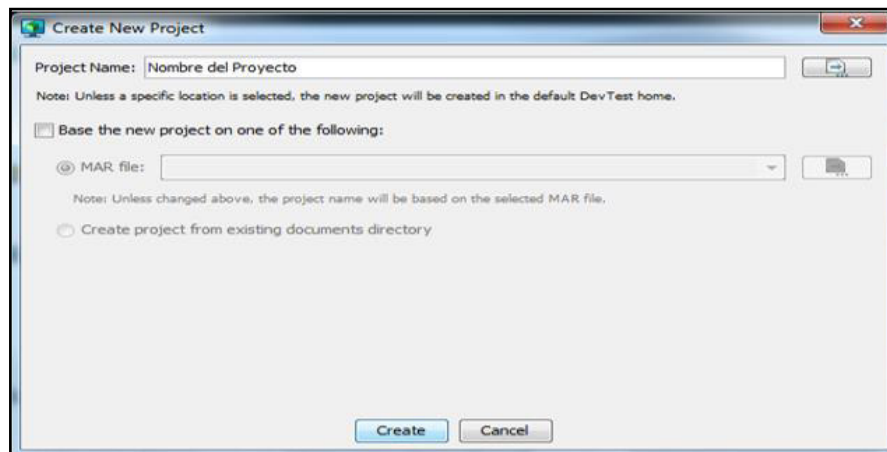 Create New Project
Project Name: Nombre del Proyecto
Note: Unless a specific location is selected, the new project will be created in the default DevTest home.
Base the new project on one of the following:
MAR file:
Note: Unless changed above, the project name will be based on the selected MAR file.
Create project from existing documents directory
Create Cancel